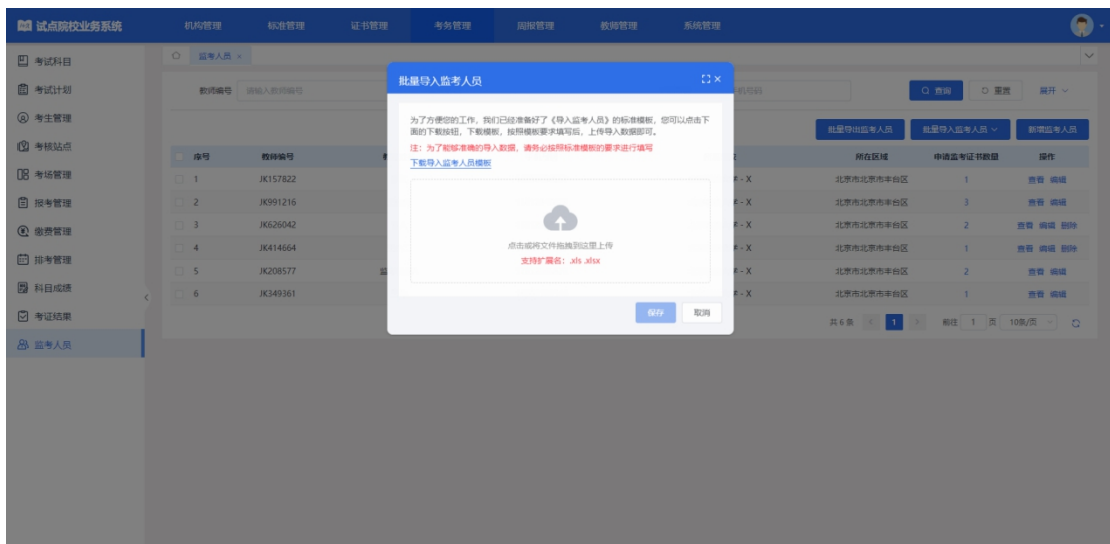 试点院校业务系统
机构管理 标准管理 证书管理 考务管理 周报管理 教师管理 系统管理
考试科目
监考人员 ×
考试计划
教师编号 请输入教师编号
查询 重置 展开
考生管理
批量导出监考人员 批量导入监考人员 新增监考人员
考核站点
考场管理
报考管理
缴费管理
排考管理
科目成绩
考证结果
监考人员
序号 教师编号 所在区域 申请监考证书数量 操作
1 JK157822 - X 北京市北京市丰台区 1 查看 编辑
2 JK991216 - X 北京市北京市丰台区 3 查看 编辑
3 JK626042 - X 北京市北京市丰台区 2 查看 编辑 删除
4 JK414664 - X 北京市北京市丰台区 1 查看 编辑 删除
5 JK208577 - X 北京市北京市丰台区 2 查看 编辑
6 JK349361 - X 北京市北京市丰台区 1 查看 编辑
共 6 条 1 前往 1 页 10条/页
批量导入监考人员
为了方便您的工作，我们已经准备好了《导入监考人员》的标准模板，您可以点击下
面的下载按钮，下载模板，按照模板要求填写后，上传导入数据即可。
注：为了能够准确的导入数据，请务必按照标准模板的要求进行填写
下载导入监考人员模板
点击或将文件拖拽到这里上传
支持扩展名：.xls .xlsx
保存 取消